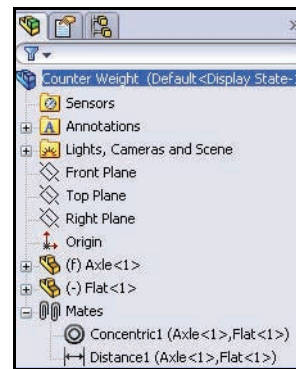 Counter Weight (Default<Display State-
Sensors
A Annotations
Lights, Cameras and Scene
Front Plane
Top Plane
Right Plane
Origin
(f) Axle<1>
(-) Flat<1>
Mates
Concentric1 (Axle<1>,Flat<1>)
Distance1 (Axle<1>,Flat<1>)